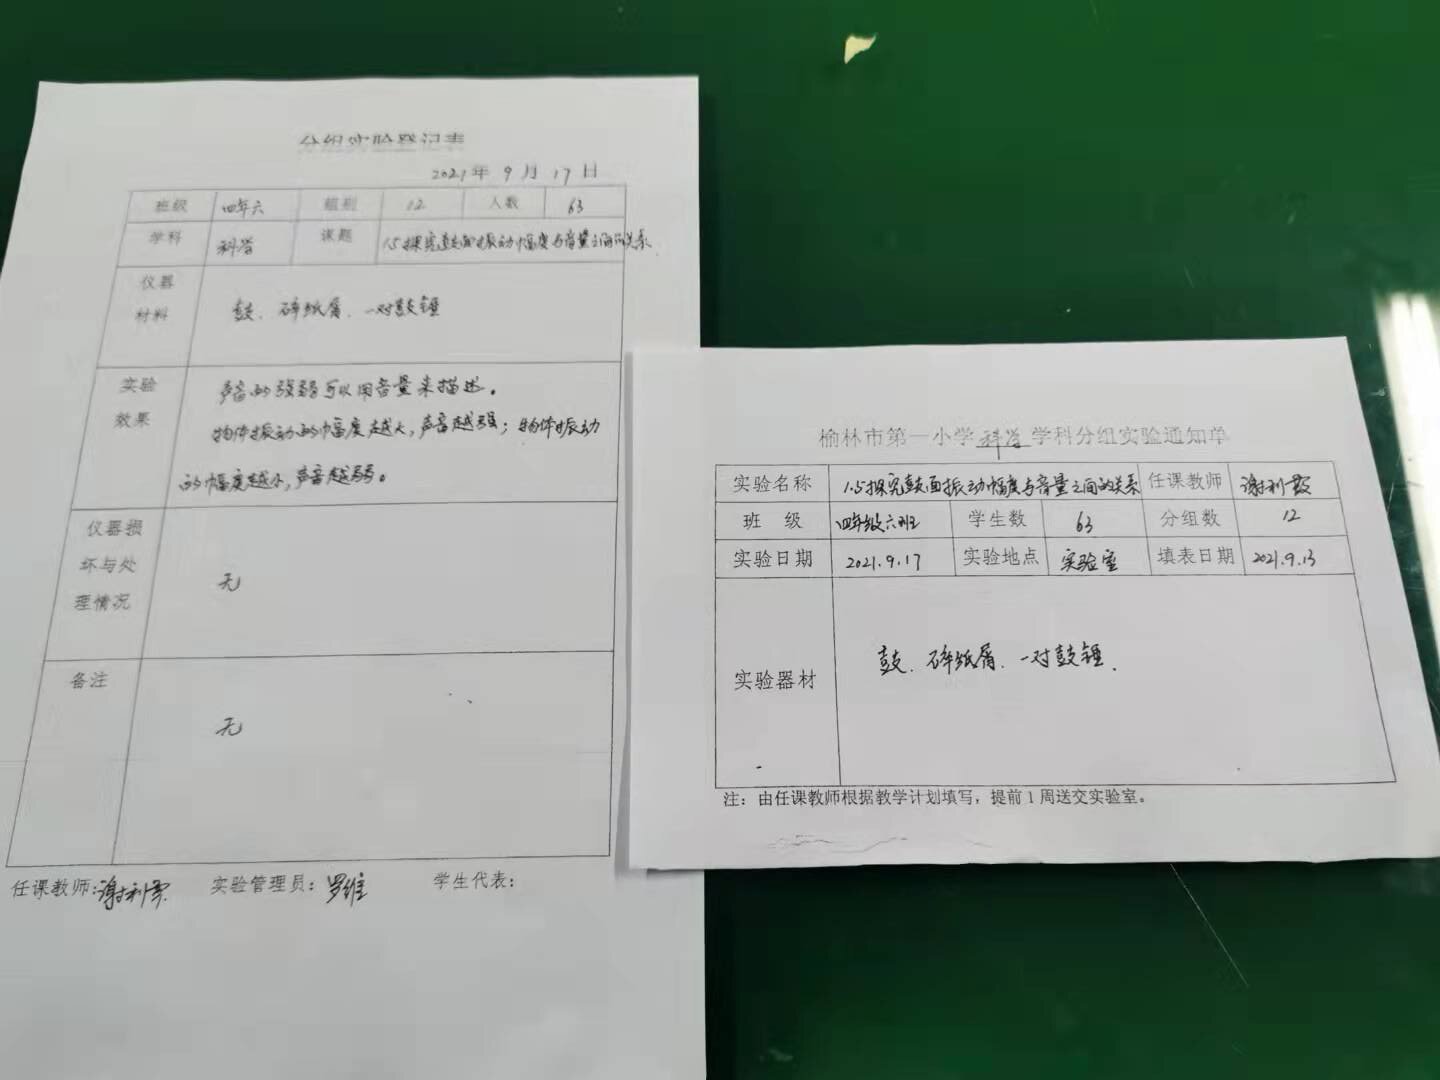 分组实验登记表
2021年 9 月 17 日
班级 四年六 组别 12 人数 63
学科 科学 课题 1.5探究鼓面振动幅度与音量之间的关系
仪器材料 鼓、碎纸屑、一对鼓锤
实验效果 声音的强弱可以用音量来描述。
物体振动的幅度越大,声音越强;物体振动
的幅度越小,声音越弱。
仪器损坏与处理情况 无
备注 无
任课教师:谢利 实验管理员:罗维 学生代表:
榆林市第一小学科学学科分组实验通知单
实验名称 1.5探究鼓面振动幅度与音量之间的关系 任课教师 谢利
班 级 四年级六班 学生数 63 分组数 12
实验日期 2021.9.17 实验地点 实验室 填表日期 2021.9.13
实验器材 鼓、碎纸屑、一对鼓锤.
注:由任课教师根据教学计划填写,提前1周送交实验室。